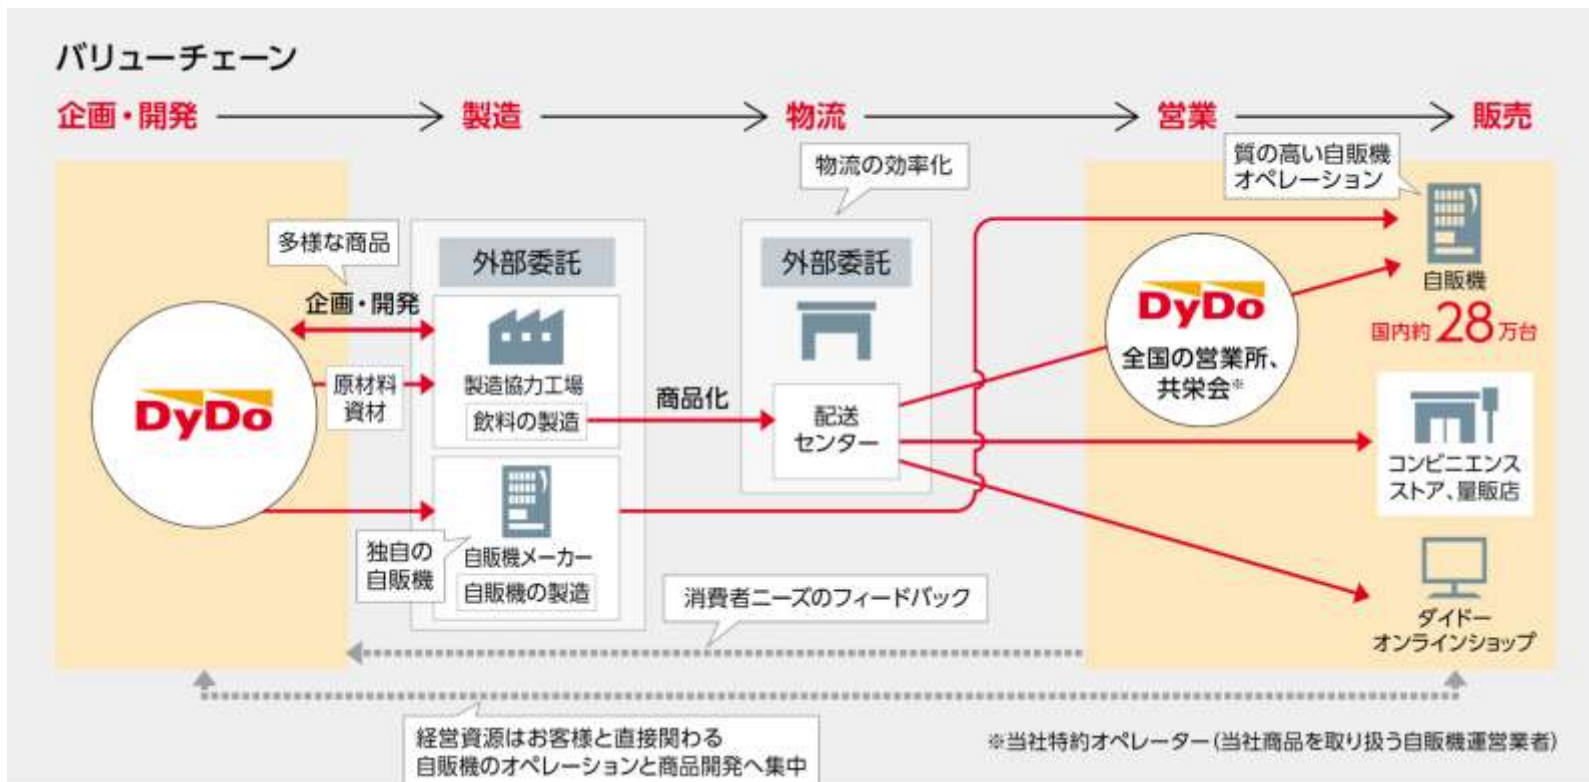 バリューチェーン
企画・開発
製造
物流
営業
販売
物流の効率化
質の高い自販機
オペレーション
多様な商品
外部委託
外部委託
企画・開発
DyDo
原材料
資材
製造協力工場
飲料の製造
商品化
配送
センター
DyDo
全国の営業所、
共栄会※
自販機
国内約28万台
コンビニエンス
ストア、量販店
独自の
自販機
自販機メーカー
自販機の製造
消費者ニーズのフィードバック
ダイドー
オンラインショップ
経営資源はお客様と直接関わる
自販機のオペレーションと商品開発へ集中
※当社特約オペレーター（当社商品を取り扱う自販機運営業者）